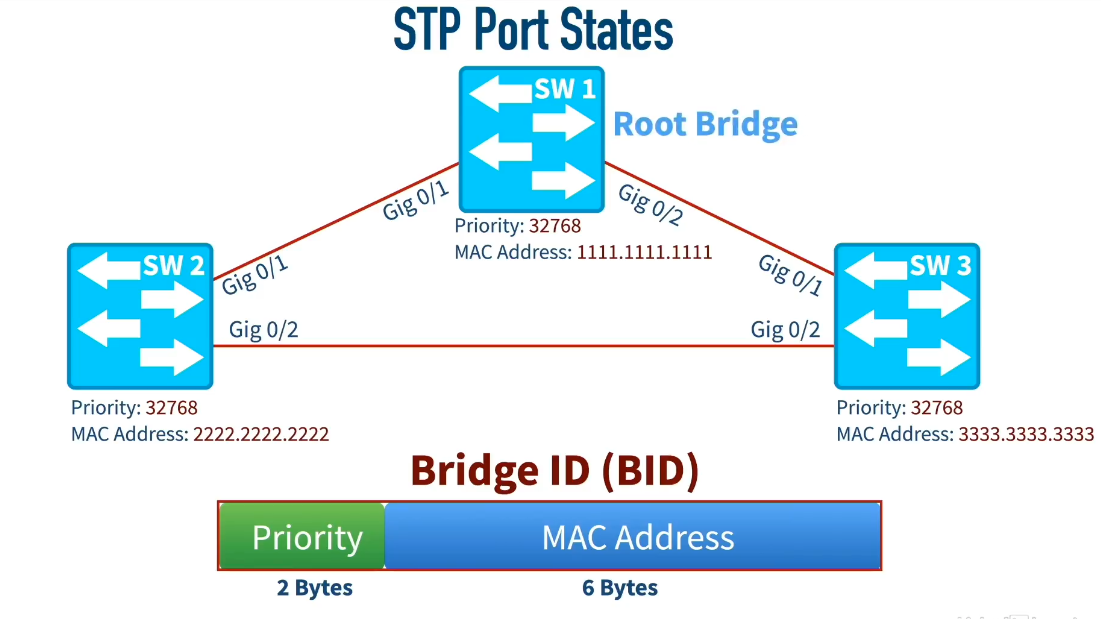 STP Port States
SW 1
Root Bridge
Gig 0/1
Gig 0/2
Priority: 32768
MAC Address: 1111.1111.1111
SW 2
Gig 0/1
Gig 0/2
Priority: 32768
MAC Address: 2222.2222.2222
SW 3
Gig 0/1
Gig 0/2
Priority: 32768
MAC Address: 3333.3333.3333
Bridge ID (BID)
Priority
MAC Address
2 Bytes
6 Bytes